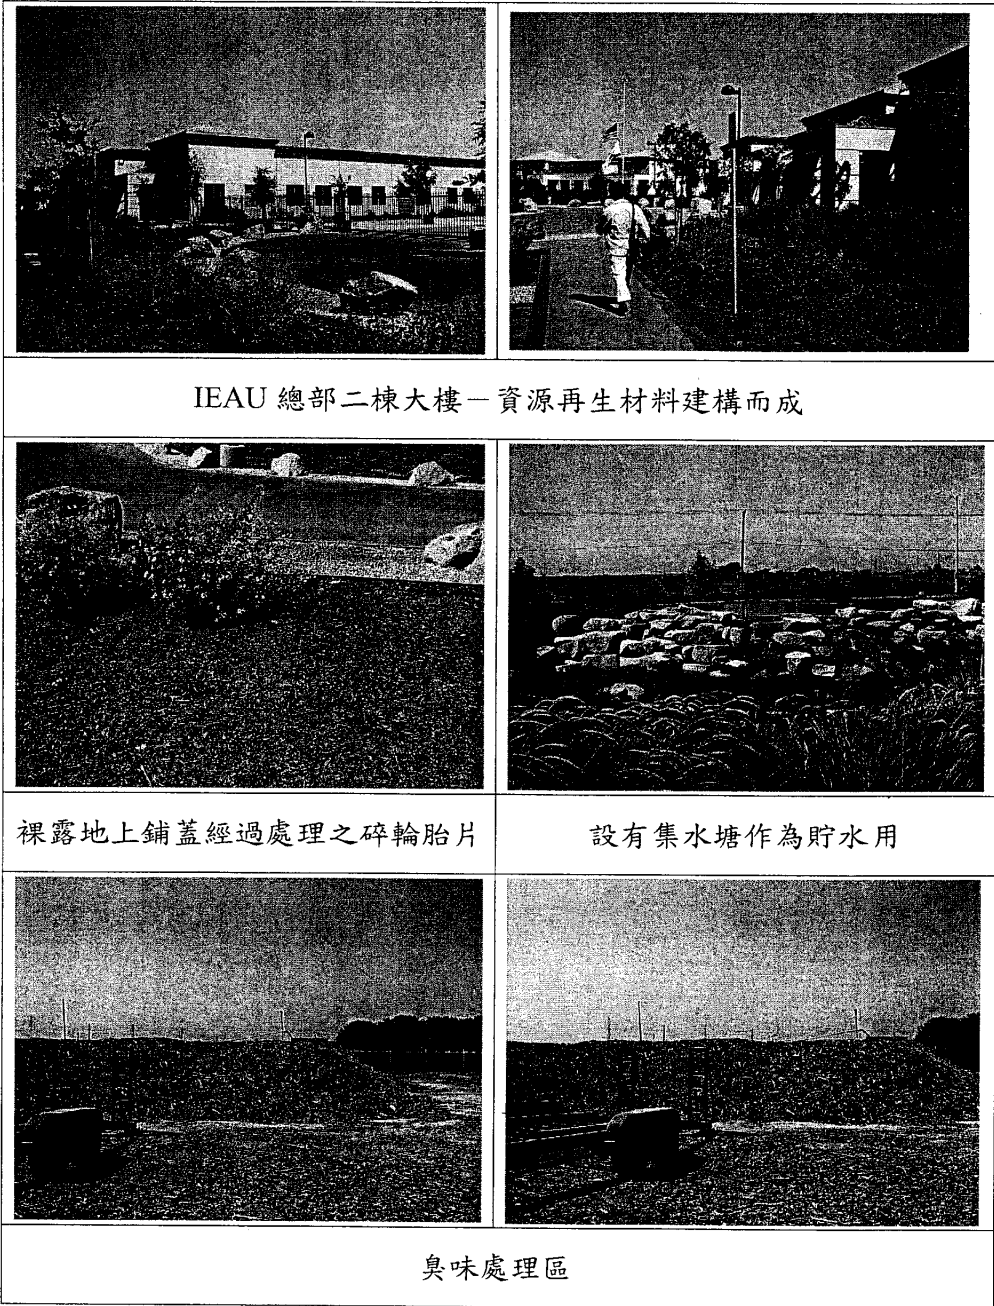 IEAU 總部二棟大樓－資源再生材料建構而成
裸露地上鋪蓋經過處理之碎輪胎片
設有集水塘作為貯水用
臭味處理區